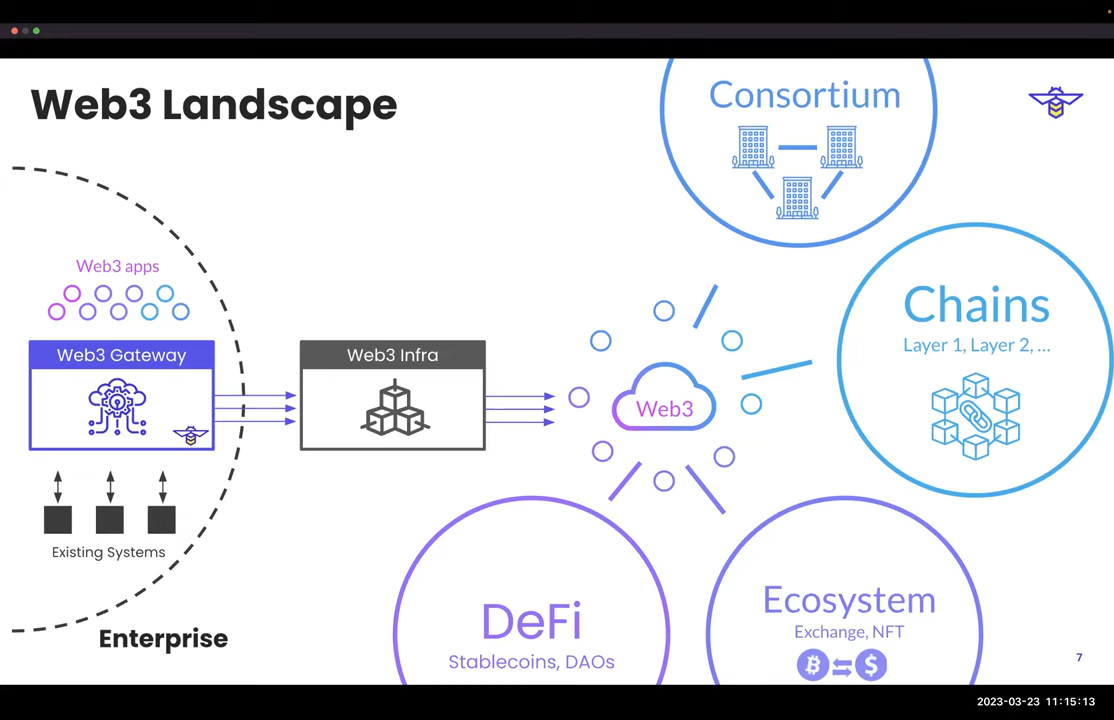 Web3 Landscape
Consortium
Web3 apps
Web3 Gateway
Web3 Infra
Web3
Chains
Layer 1, Layer 2, ...
Existing Systems
Enterprise
DeFi
Stablecoins, DAOs
Ecosystem
Exchange, NFT
₿ $
7
2023-03-23 11:15:13